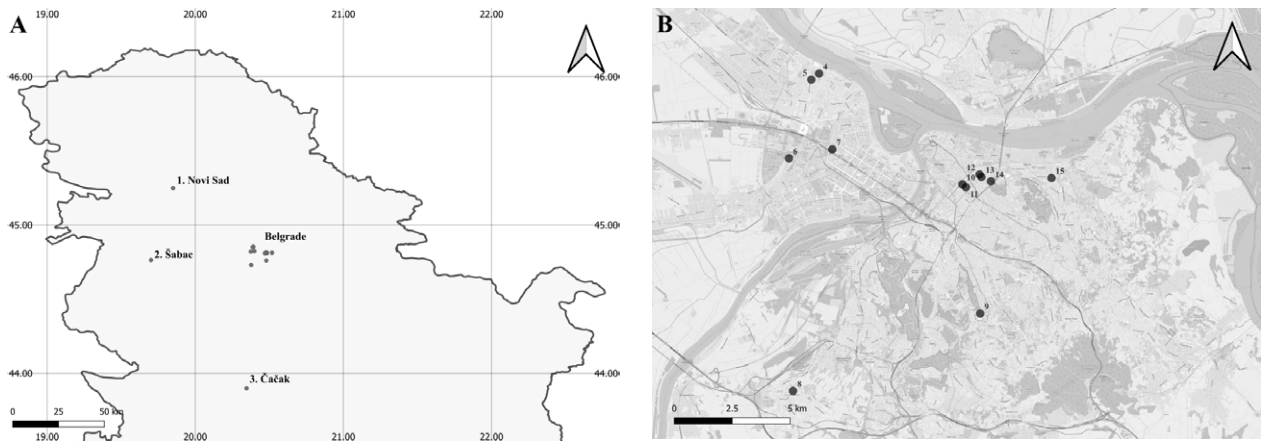 A
19.00 20.00 21.00 22.00
46.00 46.00
1. Novi Sad
45.00 45.00
Belgrade
2. Šabac
44.00 44.00
3. Čačak
0 25 50 km
19.00 20.00 21.00 22.00
B
4
5
7
6
12
13
10
14
15
11
9
8
0 2.5 5 km